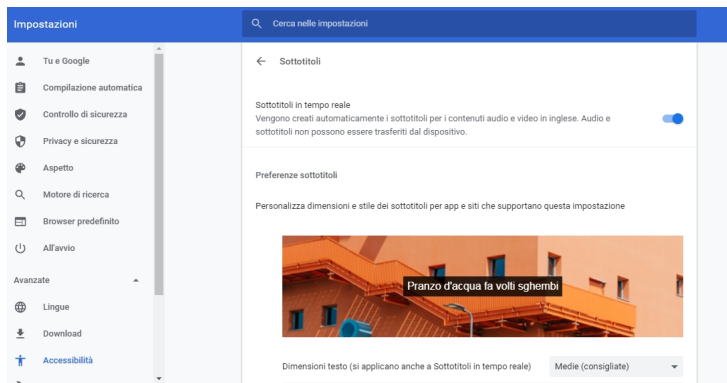 Impostazioni
Cerca nelle impostazioni
Tu e Google
Compilazione automatica
Controllo di sicurezza
Privacy e sicurezza
Aspetto
Motore di ricerca
Browser predefinito
All'avvio
Avanzate
Lingue
Download
Accessibilità
Sottotitoli
Sottotitoli in tempo reale
Vengono creati automaticamente i sottotitoli per i contenuti audio e video in inglese. Audio e
sottotitoli non possono essere trasferiti dal dispositivo.
Preferenze sottotitoli
Personalizza dimensioni e stile dei sottotitoli per app e siti che supportano questa impostazione
Pranzo d'acqua fa volti sghembi
Dimensioni testo (si applicano anche a Sottotitoli in tempo reale)
Medie (consigliate)